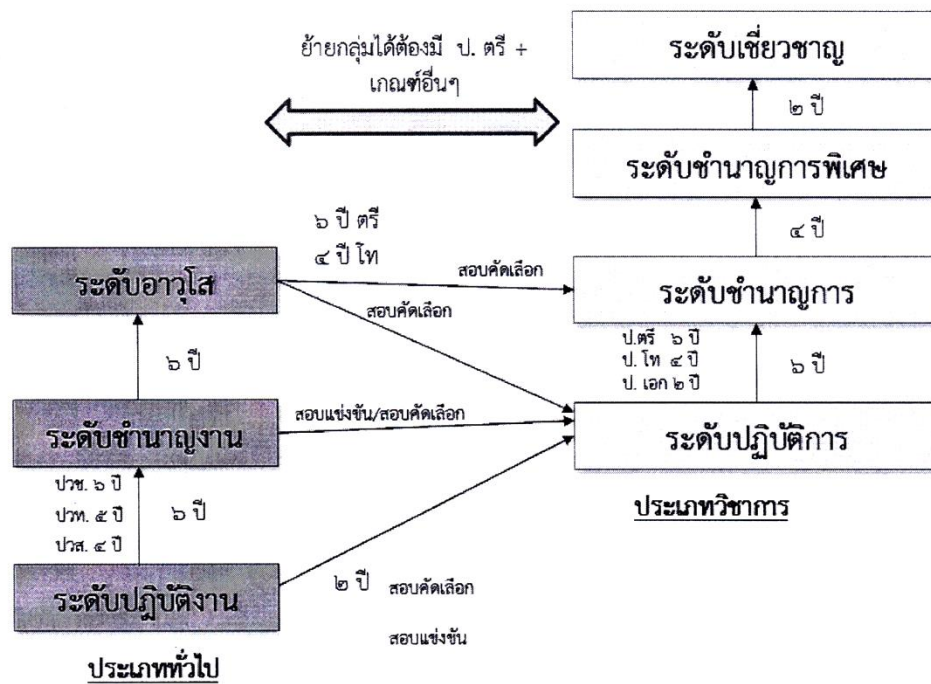 ย้ายกลุ่มได้ต้องมี ป. ตรี +
เกณฑ์อื่นๆ
ระดับเชี่ยวชาญ
๒ ปี
ระดับชำนาญการพิเศษ
๔ ปี
๖ ปี ตรี
๔ ปี โท
ระดับอาวุโส
สอบคัดเลือก
สอบคัดเลือก
ระดับชำนาญการ
๖ ปี
ป.ตรี ๖ ปี
ป. โท ๔ ปี
ป. เอก ๒ ปี
๖ ปี
ระดับชำนาญงาน
สอบแข่งขัน/สอบคัดเลือก
ระดับปฏิบัติการ
ประเภทวิชาการ
ปวช. ๖ ปี
ปวท. ๕ ปี
ปวส. ๔ ปี
๖ ปี
ระดับปฏิบัติงาน
๒ ปี สอบคัดเลือก
สอบแข่งขัน
ประเภททั่วไป